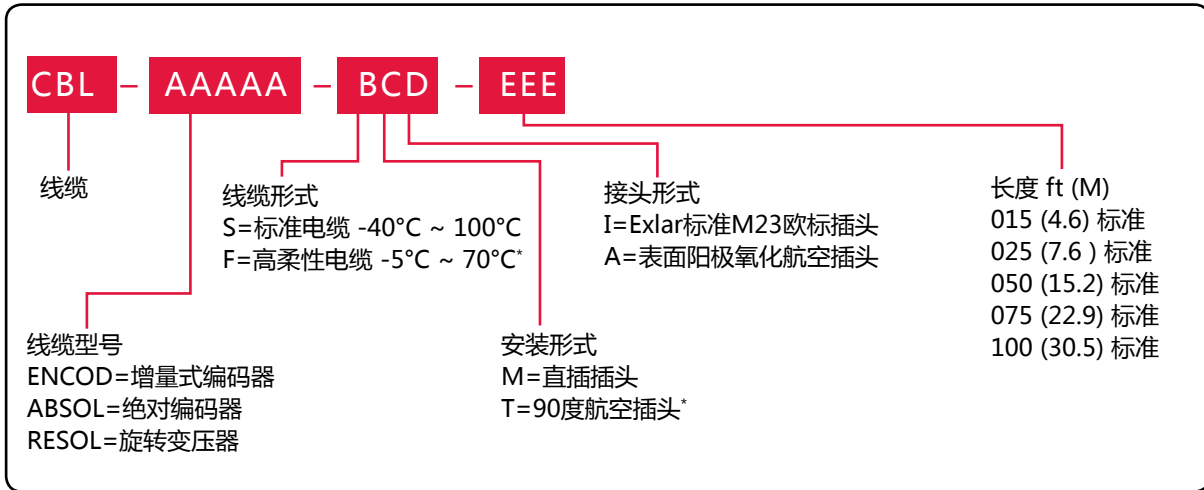 CBL – AAAAA – BCD – EEE
线缆
线缆形式
S=标准电缆 -40°C ~ 100°C
F=高柔性电缆 -5°C ~ 70°C*
接头形式
I=Exlar标准M23欧标插头
A=表面阳极氧化航空插头
长度 ft (M)
015 (4.6) 标准
025 (7.6 ) 标准
050 (15.2) 标准
075 (22.9) 标准
100 (30.5) 标准
线缆型号
ENCOD=增量式编码器
ABSOL=绝对编码器
RESOL=旋转变压器
安装形式
M=直插插头
T=90度航空插头*